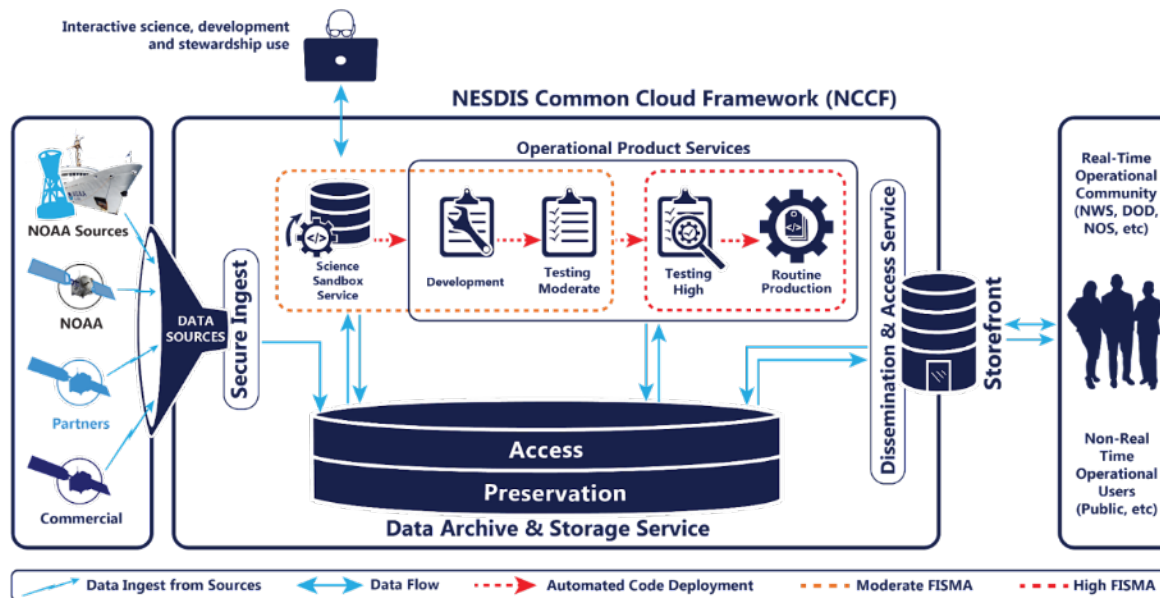 Interactive science, development
and stewardship use
NESDIS Common Cloud Framework (NCCF)
NOAA Sources
NOAA
Partners
Commercial
DATA
SOURCES
Secure Ingest
Operational Product Services
</>
Science
Sandbox
Service
Development
Testing
Moderate
</>
Testing
High
</>
Routine
Production
Access
Preservation
Data Archive & Storage Service
Dissemination & Access Service
Storefront
Real-Time
Operational
Community
(NWS, DOD,
NOS, etc)
Non-Real
Time
Operational
Users
(Public, etc)
Data Ingest from Sources
Data Flow
Automated Code Deployment
Moderate FISMA
High FISMA